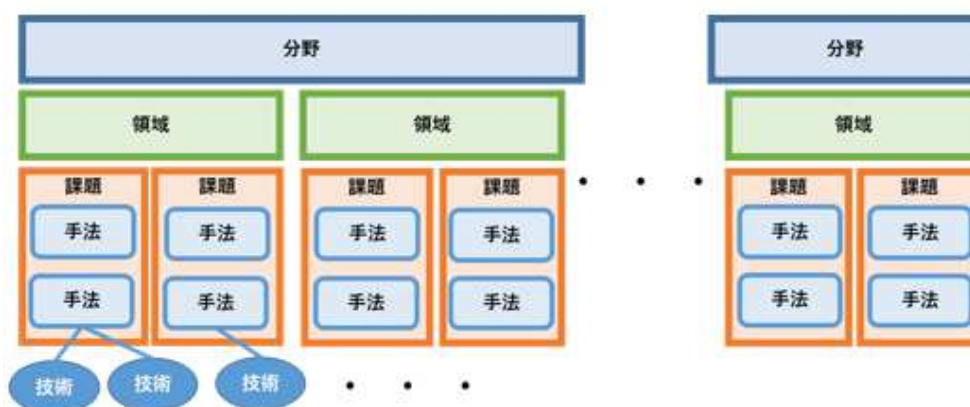 分野 分野
領域 領域 領域
課題 課題 課題 課題 課題 課題
手法 手法 手法 手法 手法 手法
手法 手法 手法 手法 手法 手法
技術 技術 技術